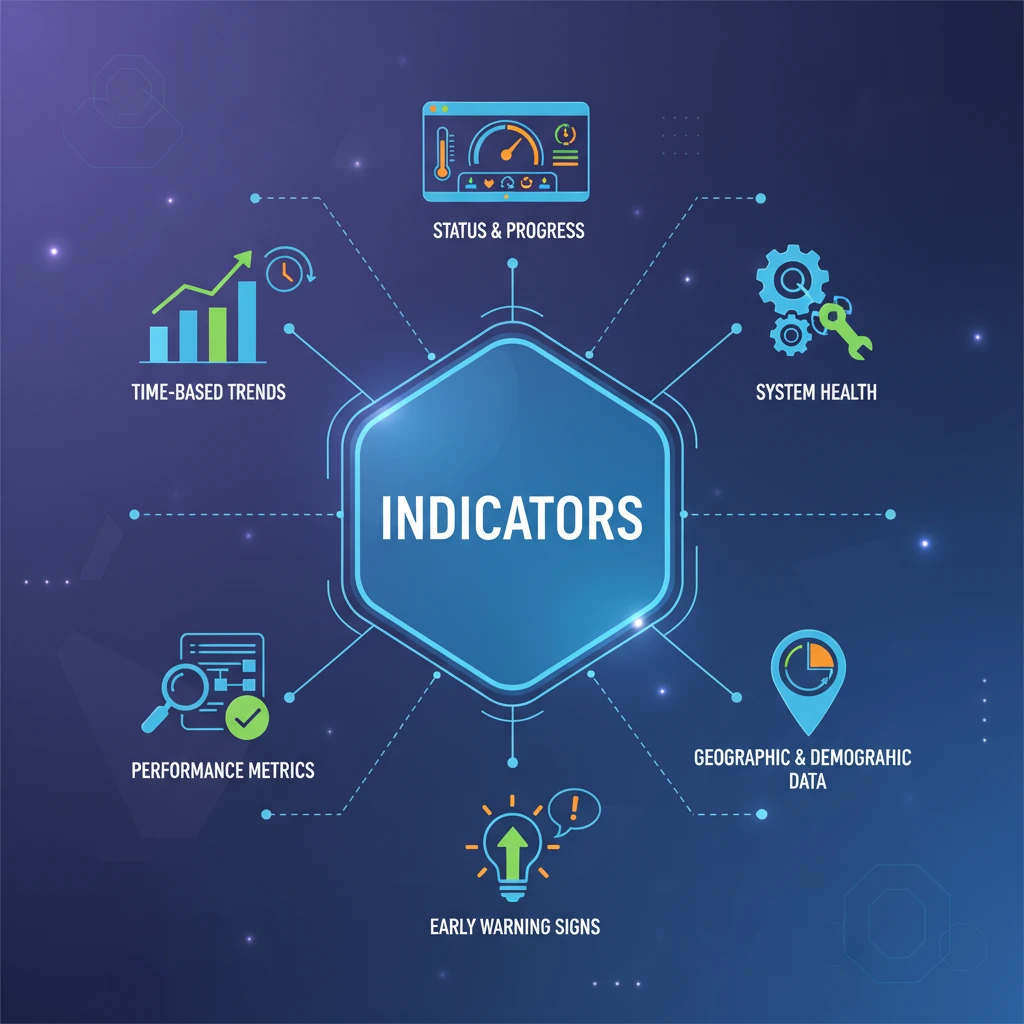 STATUS & PROGRESS
TIME-BASED TRENDS
SYSTEM HEALTH
INDICATORS
PERFORMANCE METRICS
GEOGRAPHIC & DEMOGRAHIC
DATA
EARLY WARNING SIGNS